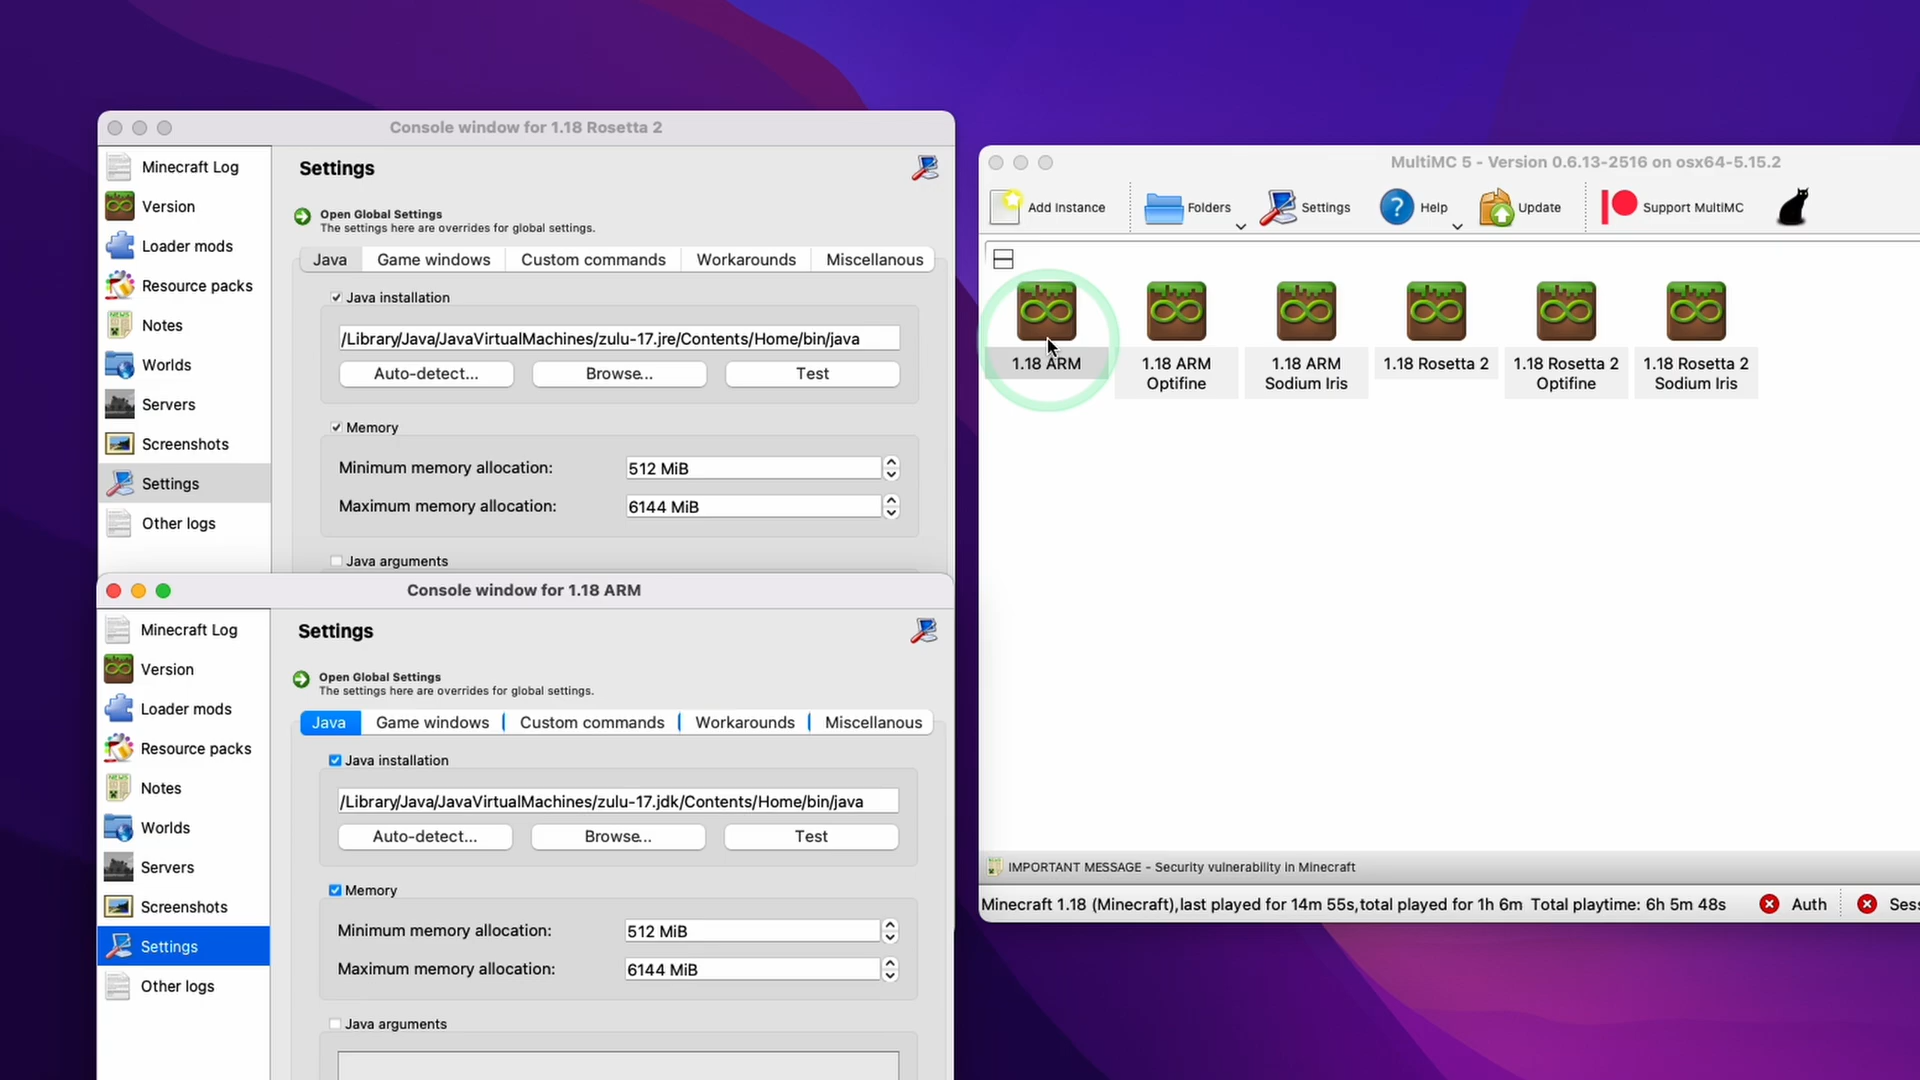 Console window for 1.18 Rosetta 2
Minecraft Log
Version
Loader mods
Resource packs
Notes
Worlds
Servers
Screenshots
Settings
Other logs
Settings
Open Global Settings
The settings here are overrides for global settings.
Java Game windows Custom commands Workarounds Miscellanous
Java installation
/Library/Java/JavaVirtualMachines/zulu-17.jre/Contents/Home/bin/java
Auto-detect... Browse... Test
Memory
Minimum memory allocation: 512 MiB
Maximum memory allocation: 6144 MiB
Java arguments
Console window for 1.18 ARM
Minecraft Log
Version
Loader mods
Resource packs
Notes
Worlds
Servers
Screenshots
Settings
Other logs
Settings
Open Global Settings
The settings here are overrides for global settings.
Java Game windows Custom commands Workarounds Miscellanous
Java installation
/Library/Java/JavaVirtualMachines/zulu-17.jdk/Contents/Home/bin/java
Auto-detect... Browse... Test
Memory
Minimum memory allocation: 512 MiB
Maximum memory allocation: 6144 MiB
Java arguments
MultiMC 5 - Version 0.6.13-2516 on osx64-5.15.2
Add Instance Folders Settings ? Help Update Support MultiMC
1.18 ARM
1.18 ARM
Optifine
1.18 ARM
Sodium Iris
1.18 Rosetta 2
1.18 Rosetta 2
Optifine
1.18 Rosetta 2
Sodium Iris
IMPORTANT MESSAGE - Security vulnerability in Minecraft
Minecraft 1.18 (Minecraft),last played for 14m 55s,total played for 1h 6m Total playtime: 6h 5m 48s Auth Sess